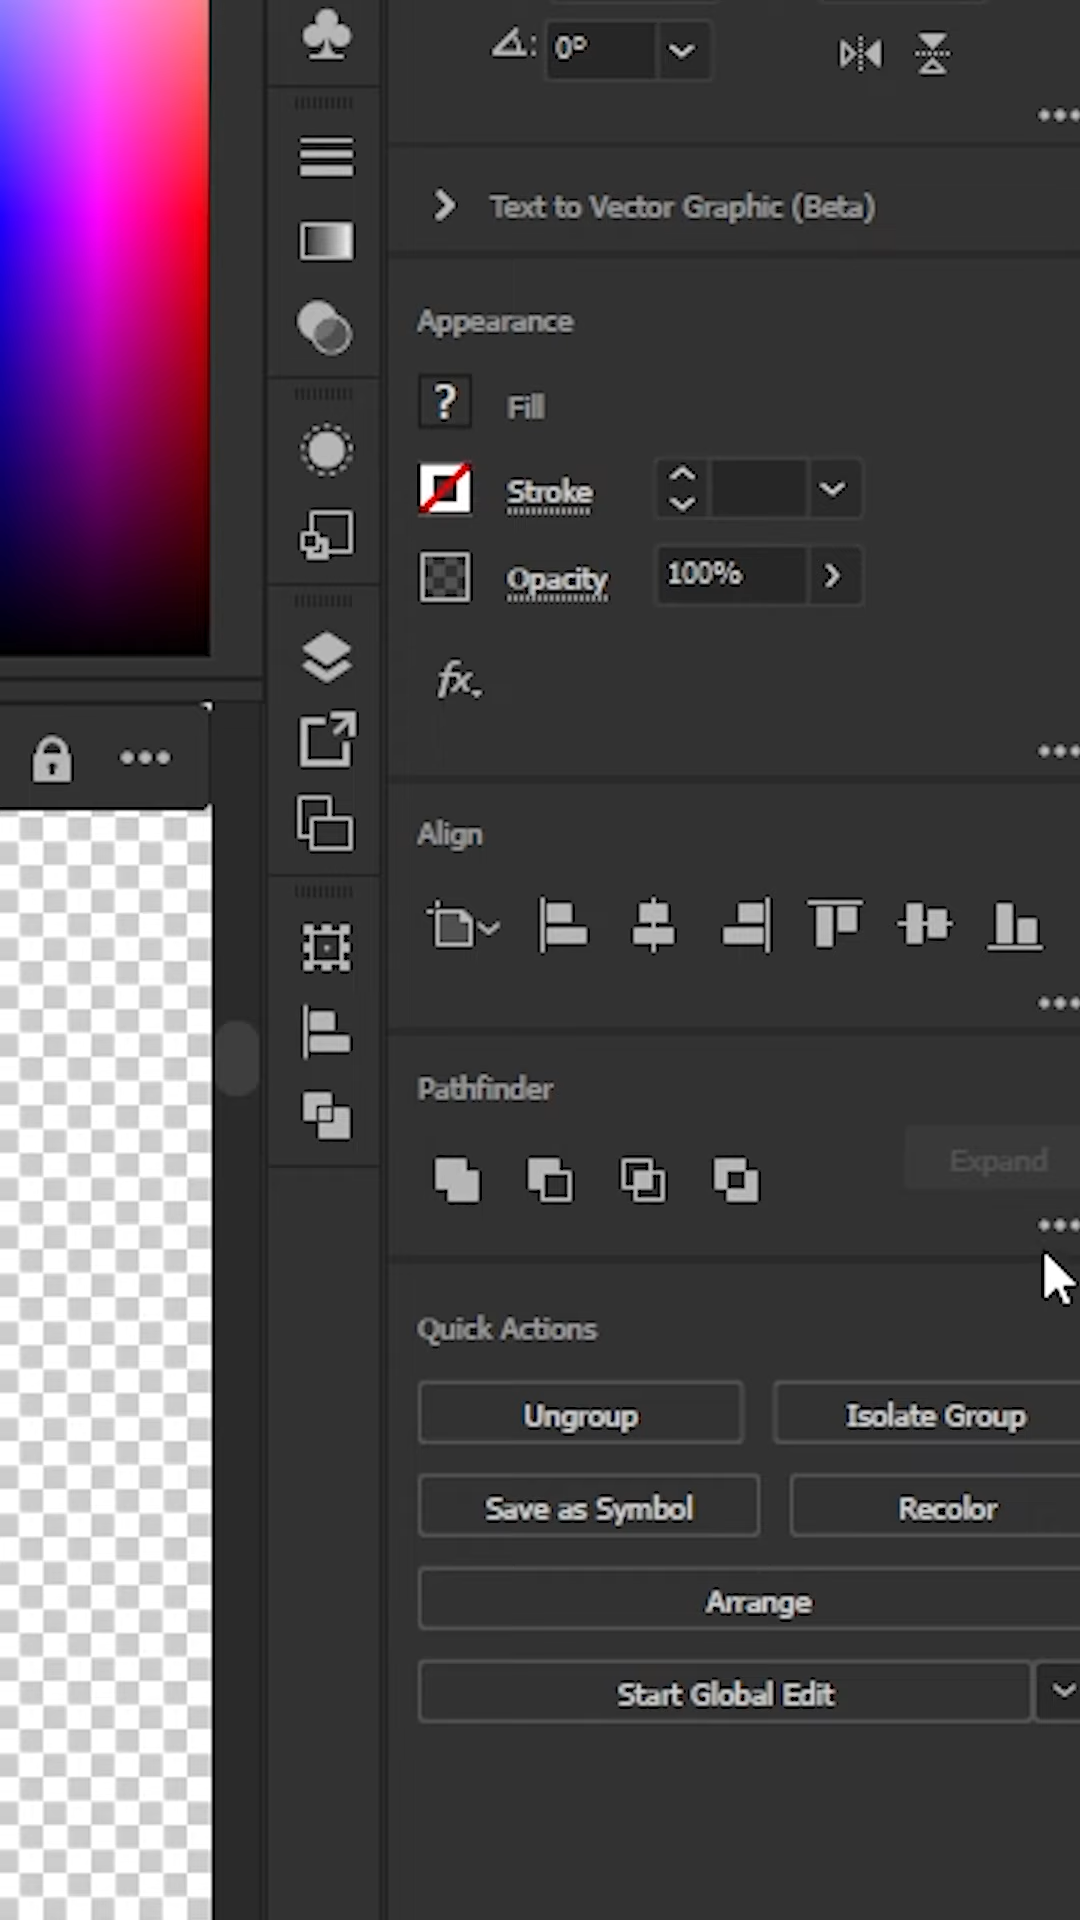 0º
Text to Vector Graphic (Beta)
Appearance
? Fill
Stroke
Opacity 100%
fx.
Align
Pathfinder
Expand
Quick Actions
Ungroup Isolate Group
Save as Symbol Recolor
Arrange
Start Global Edit